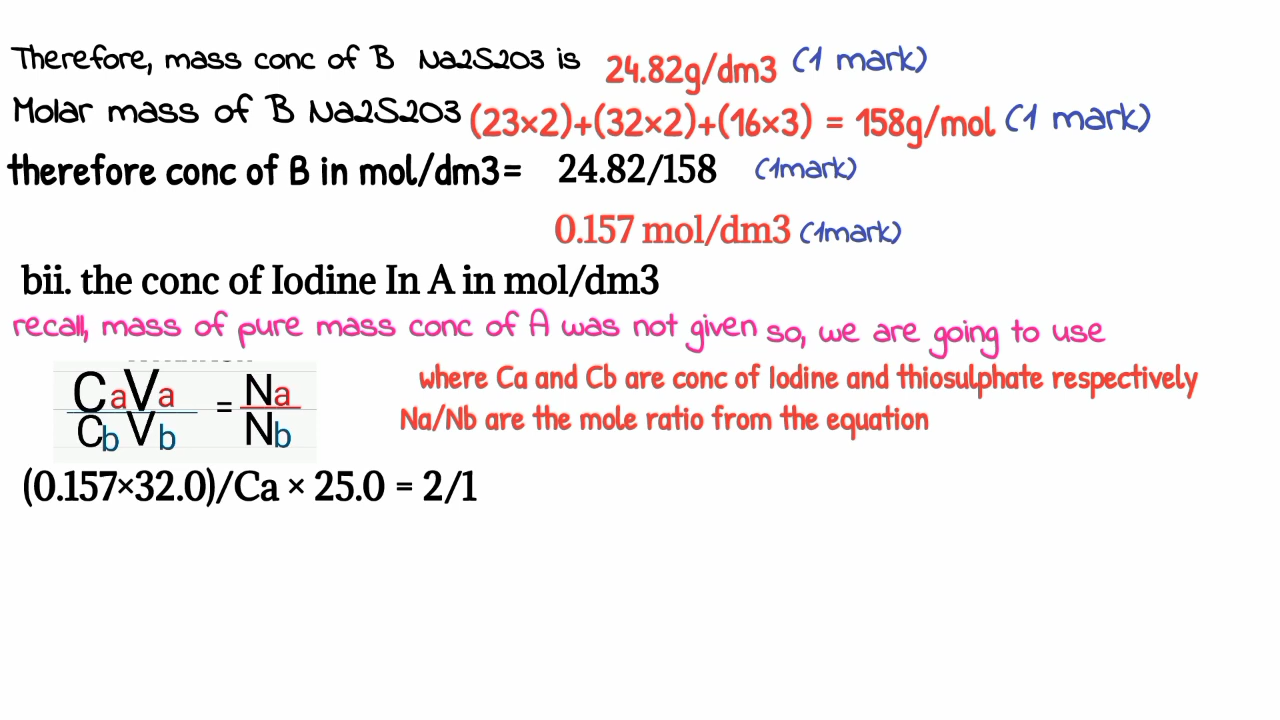 Therefore, mass conc of B Na2S2O3 is 24.82g/dm3 (1 mark)
Molar mass of B Na2S2O3 (23×2)+(32×2)+(16×3) = 158g/mol (1 mark)
therefore conc of B in mol/dm3= 24.82/158 (1mark)
0.157 mol/dm3 (1mark)
bii. the conc of Iodine In A in mol/dm3
recall, mass of pure mass conc of A was not given so, we are going to use
CaVa = Na
CbVb Nb
where Ca and Cb are conc of Iodine and thiosulphate respectively
Na/Nb are the mole ratio from the equation
(0.157×32.0)/Ca × 25.0 = 2/1